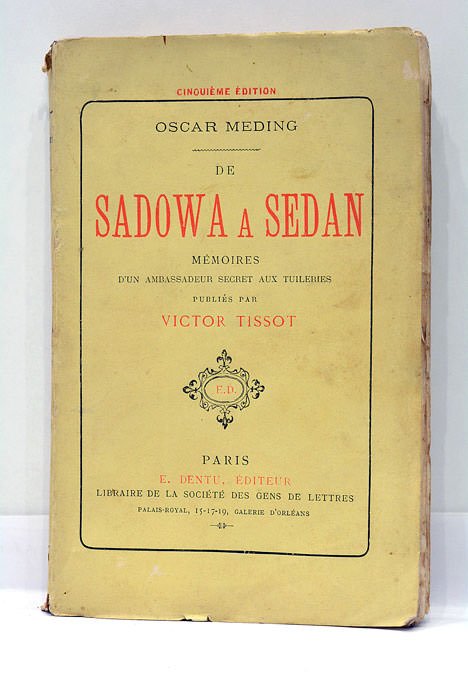 CINQUIÈME ÉDITION
OSCAR MEDING
DE
SADOWA A SEDAN
MÉMOIRES
D'UN AMBASSADEUR SECRET AUX TUILERIES
PUBLIÉS PAR
VICTOR TISSOT
E.D.
PARIS
E. DENTU, ÉDITEUR
LIBRAIRE DE LA SOCIÉTÉ DES GENS DE LETTRES
PALAIS-ROYAL, 15-17-19, GALERIE D'ORLÉANS